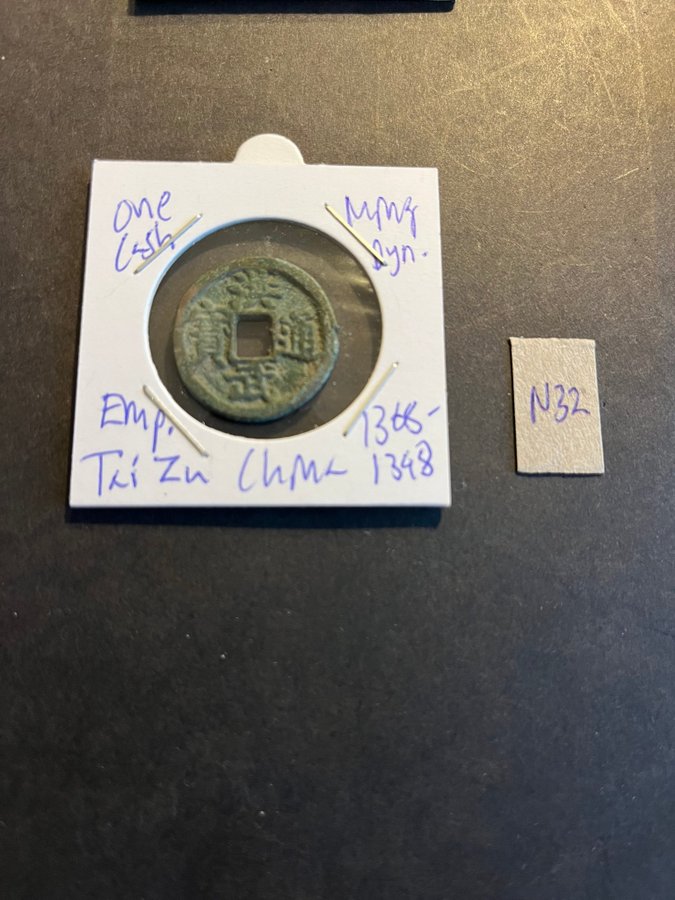 One
Cash
Ming
Dyn.
洪
寶 通
武
Emp.
Tai Zu China
1368-
1398
N32